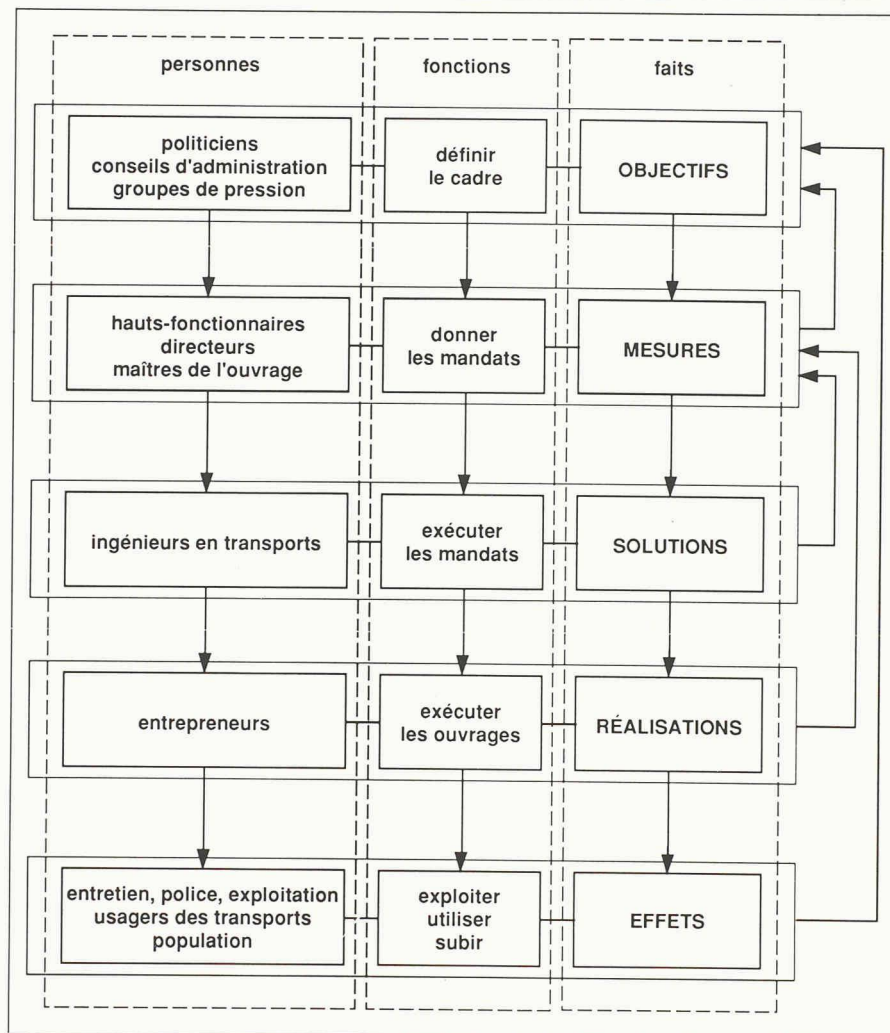 personnes fonctions faits
politiciens
conseils d'administration
groupes de pression
définir
le cadre
OBJECTIFS
hauts-fonctionnaires
directeurs
maîtres de l'ouvrage
donner
les mandats
MESURES
ingénieurs en transports
exécuter
les mandats
SOLUTIONS
entrepreneurs
exécuter
les ouvrages
RÉALISATIONS
entretien, police, exploitation
usagers des transports
population
exploiter
utiliser
subir
EFFETS